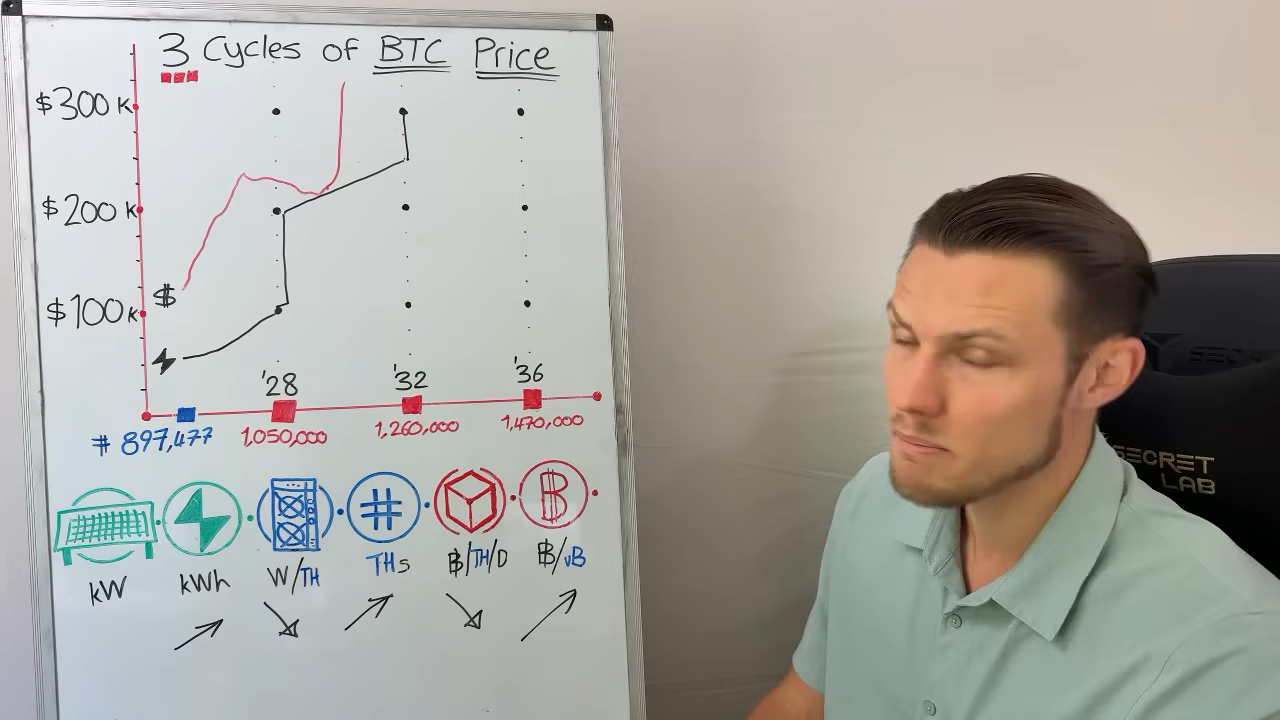 3 Cycles of BTC Price
$300 K
$200 K
$100 K
$
'28
'32
'36
# 897,477
1,050,000
1,260,000
1,470,000
#
₿
kW
kWh
W/TH
THs
₿/TH/D
₿/vB
SECRET
LAB